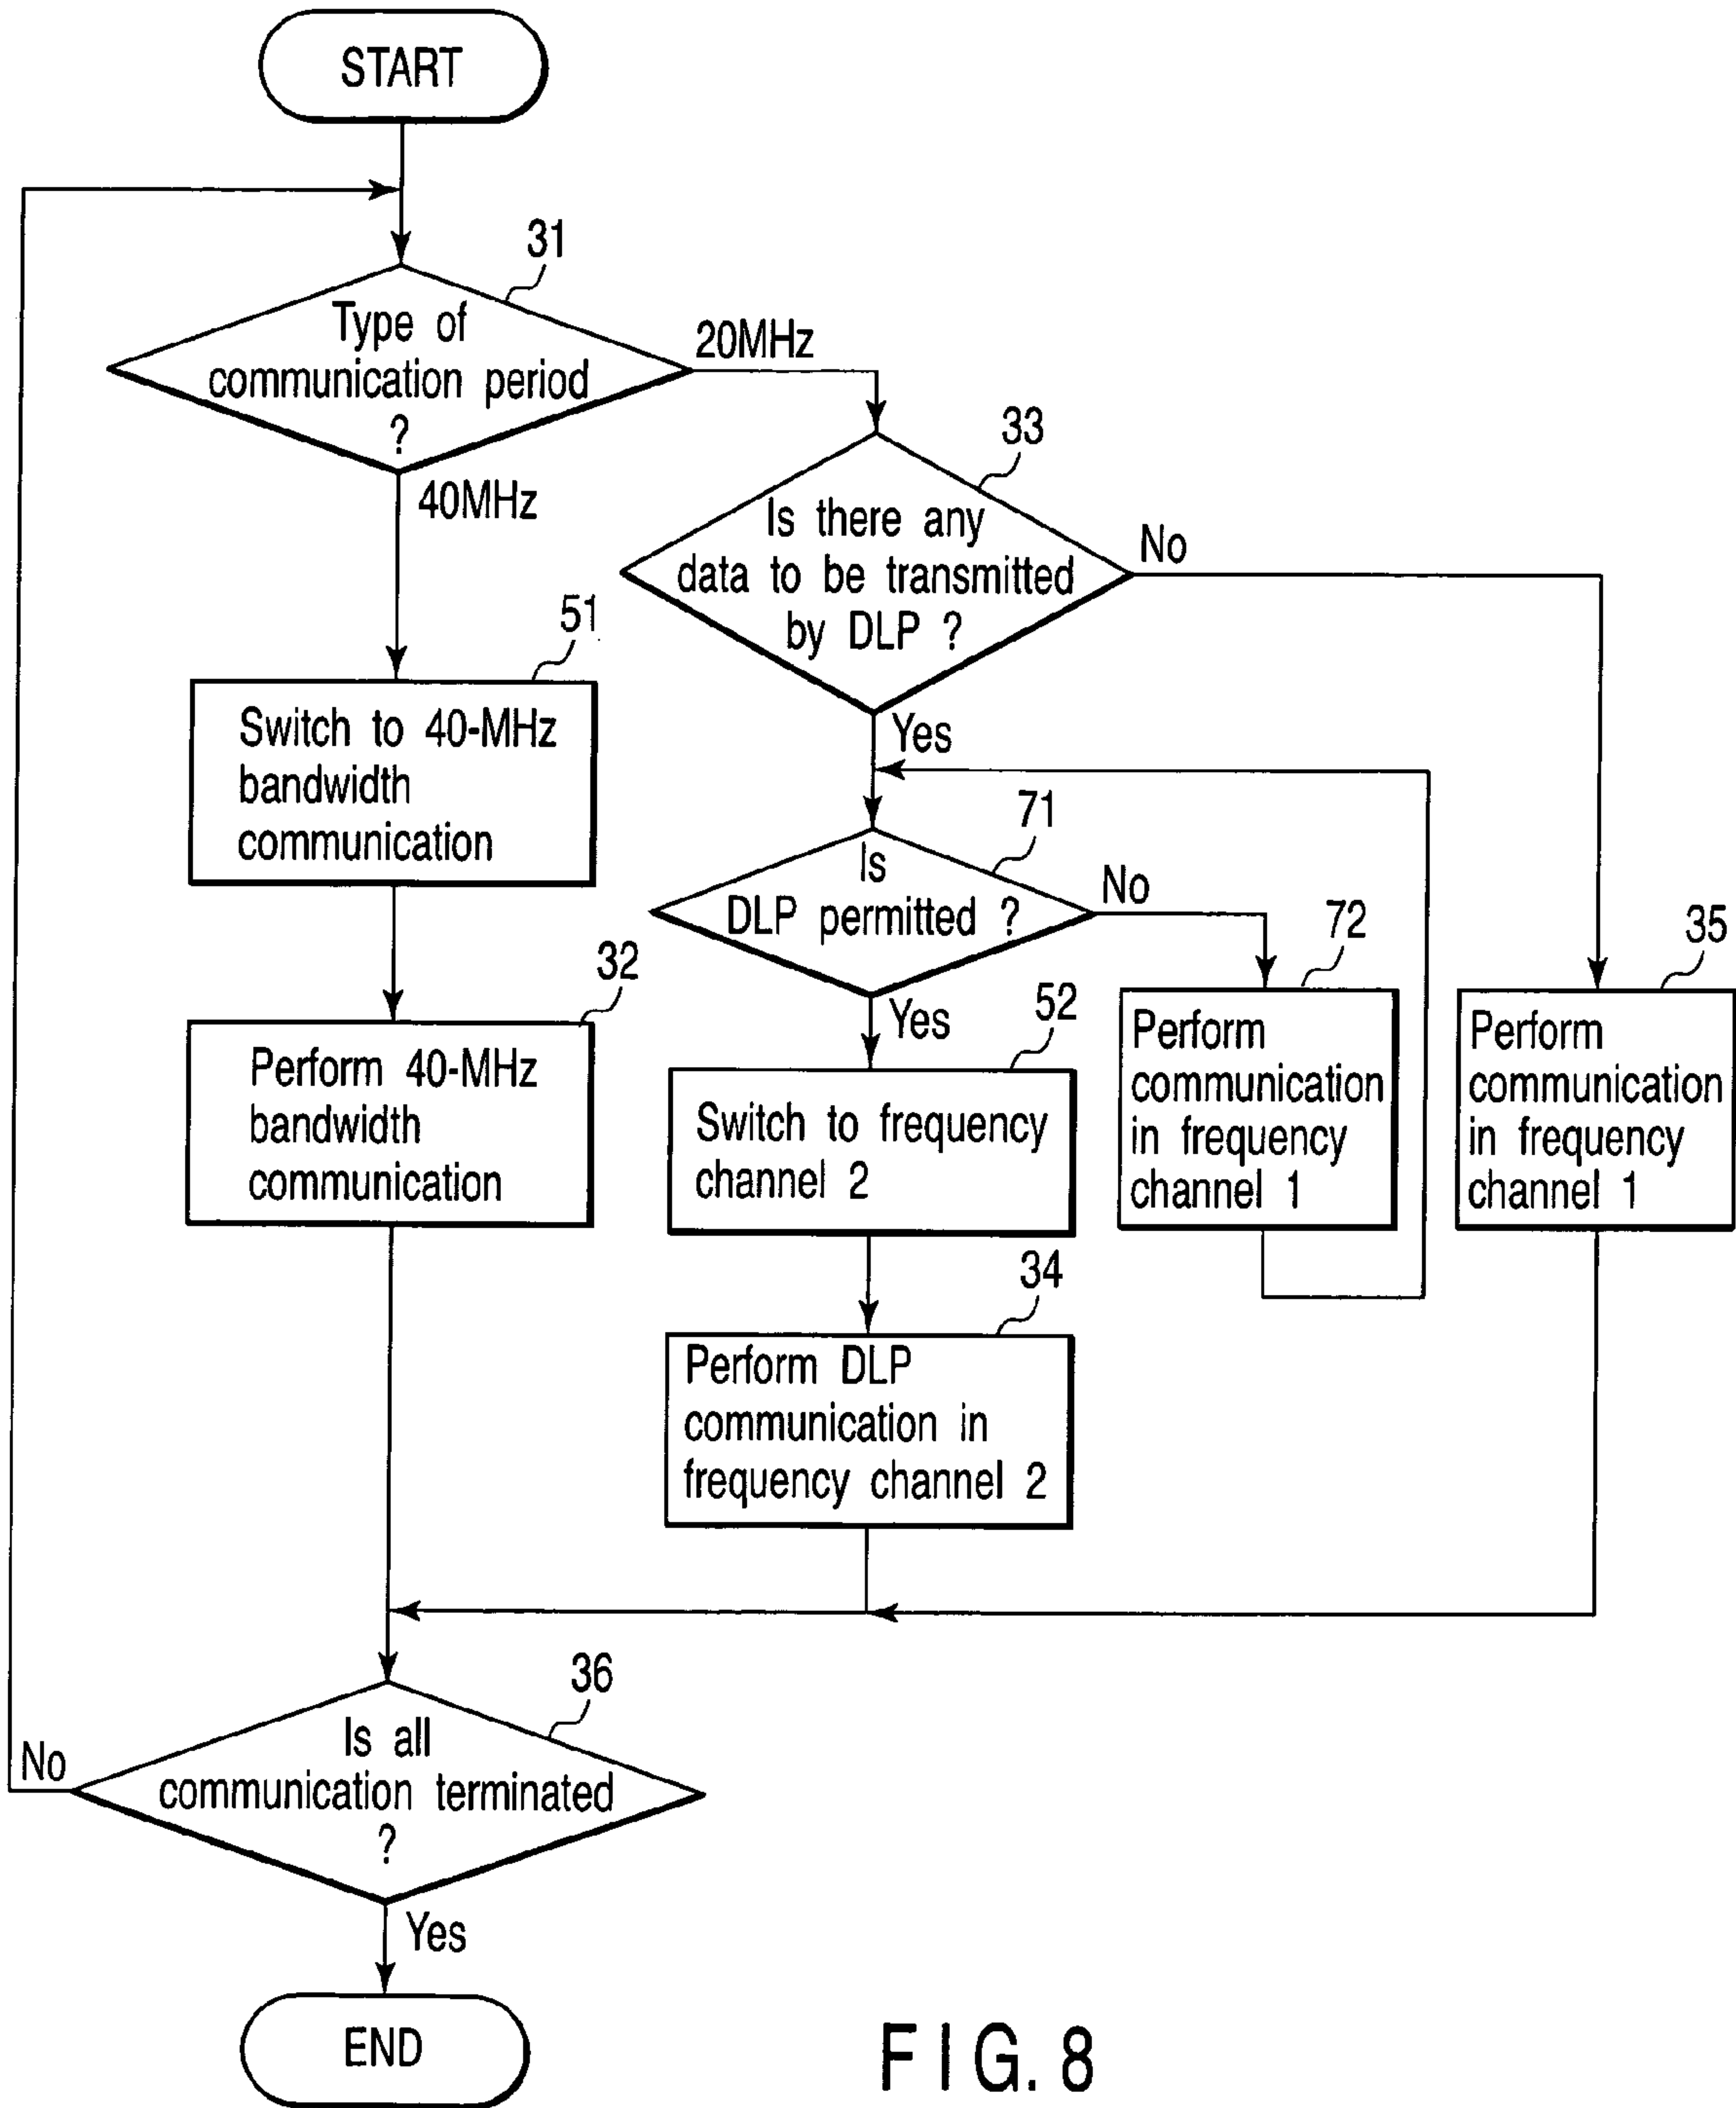 START
31
Type of
communication period
?
20MHz
40MHz
33
Is there any
data to be transmitted
by DLP ?
No
Yes
51
Switch to 40-MHz
bandwidth
communication
71
Is
DLP permitted ?
No
Yes
72
Perform
communication
in frequency
channel 1
35
Perform
communication
in frequency
channel 1
32
Perform 40-MHz
bandwidth
communication
52
Switch to frequency
channel 2
34
Perform DLP
communication in
frequency channel 2
36
Is all
communication terminated
?
No
Yes
END
FIG. 8